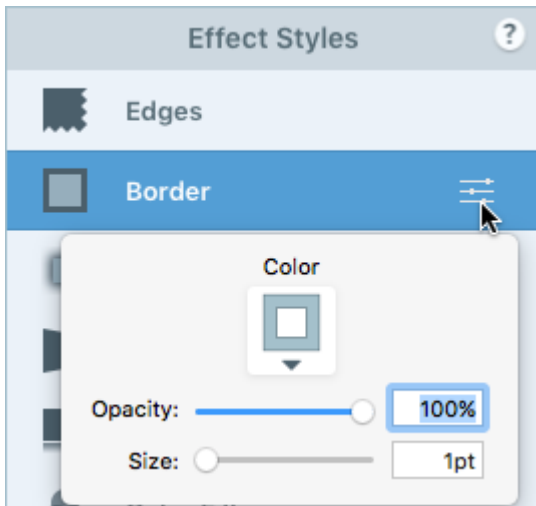 Effect Styles ?
Edges
Border
Color
Opacity: 100%
Size: 1pt